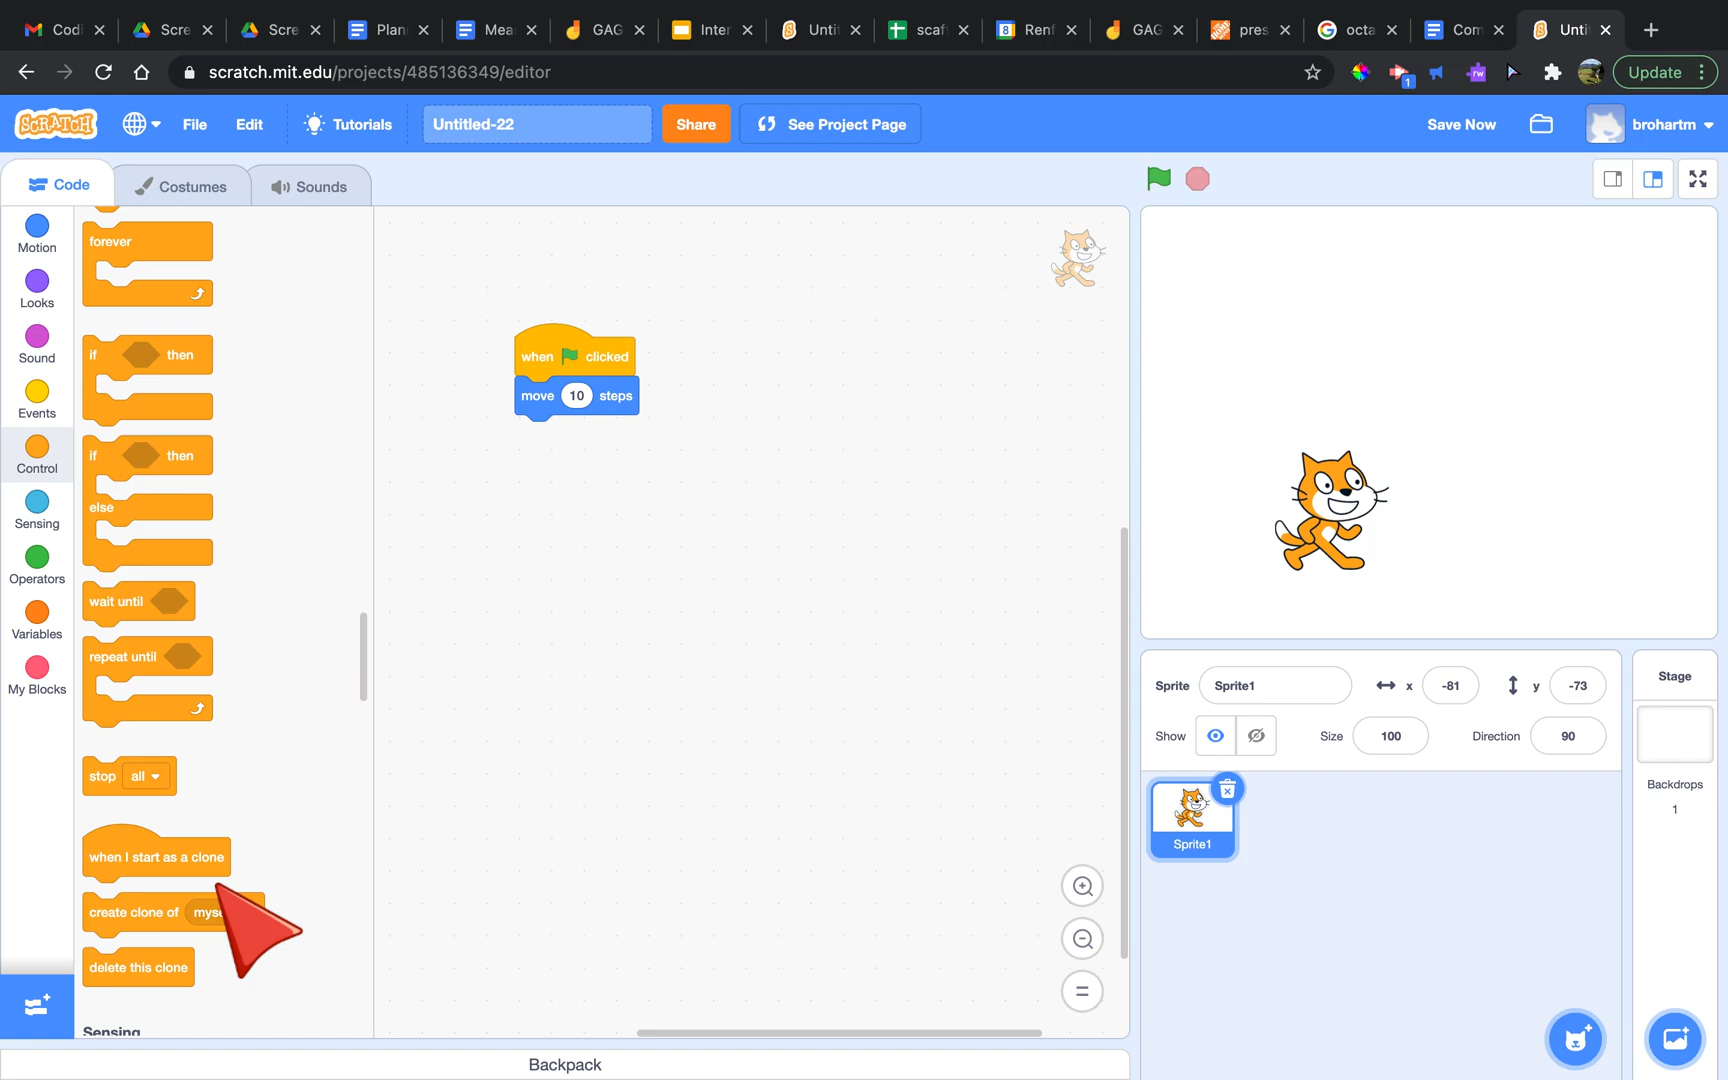 Codi
Scre
Scre
Plan
Mea
GAG
Inter
Unti
scaf
Renf
GAG
pres
octa
Com
Unti
scratch.mit.edu/projects/485136349/editor
Update
SCRATCH
File
Edit
Tutorials
Untitled-22
Share
See Project Page
Save Now
brohartm
Code
Costumes
Sounds
Motion
Looks
Sound
Events
Control
Sensing
Operators
Variables
My Blocks
forever
if then
if then
else
wait until
repeat until
stop all
when I start as a clone
create clone of
delete this clone
Sensing
when clicked
move 10 steps
Sprite Sprite1 x -81 y -73
Show Size 100 Direction 90
Sprite1
Stage
Backdrops
1
Backpack